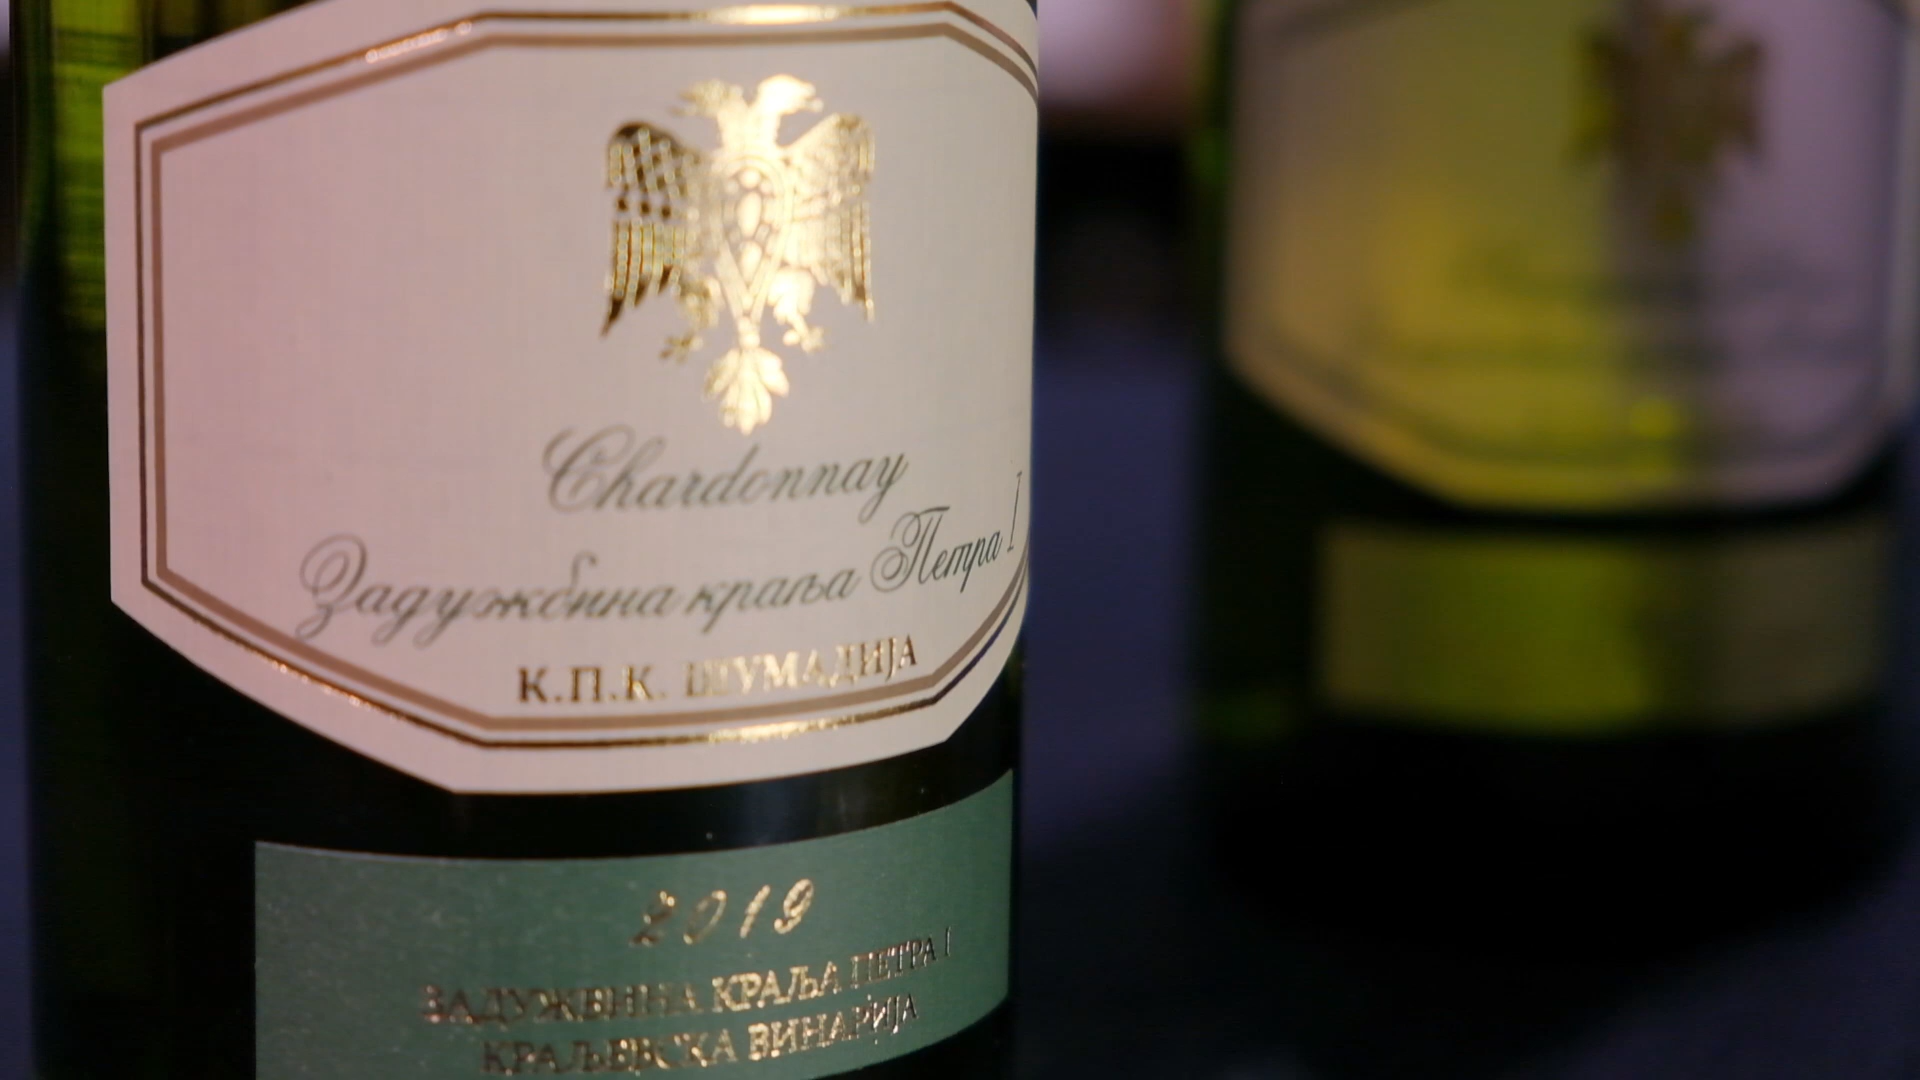 Chardonnay
Задужбина краља Петра I
К.П.К. ШУМАДИЈА
2019
ЗАДУЖБИНА КРАЉА ПЕТРА I
КРАЉЕВСКА ВИНАРИЈА